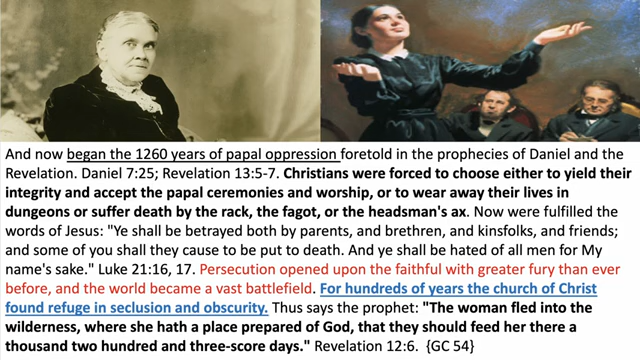 And now began the 1260 years of papal oppression foretold in the prophecies of Daniel and the
Revelation. Daniel 7:25; Revelation 13:5-7. Christians were forced to choose either to yield their
integrity and accept the papal ceremonies and worship, or to wear away their lives in
dungeons or suffer death by the rack, the fagot, or the headsman's ax. Now were fulfilled the
words of Jesus: "Ye shall be betrayed both by parents, and brethren, and kinsfolks, and friends;
and some of you shall they cause to be put to death. And ye shall be hated of all men for My
name's sake." Luke 21:16, 17. Persecution opened upon the faithful with greater fury than ever
before, and the world became a vast battlefield. For hundreds of years the church of Christ
found refuge in seclusion and obscurity. Thus says the prophet: "The woman fled into the
wilderness, where she hath a place prepared of God, that they should feed her there a
thousand two hundred and three-score days." Revelation 12:6. {GC 54}